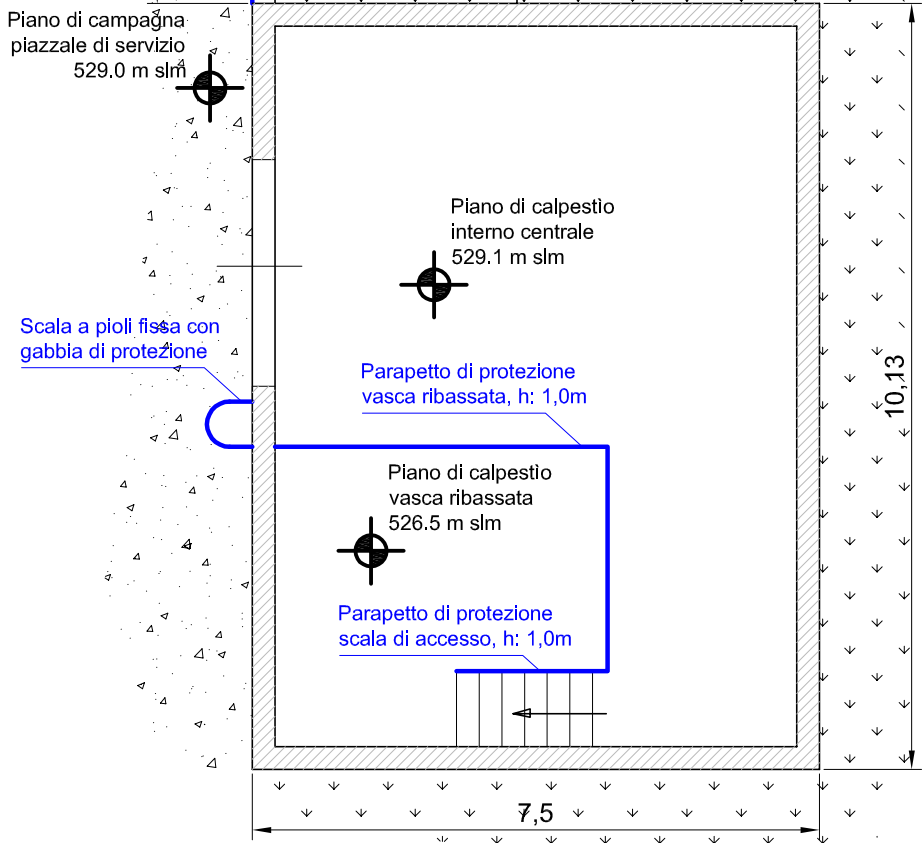 Piano di campagna
piazzale di servizio
529.0 m slm
Piano di calpestio
interno centrale
529.1 m slm
Scala a pioli fissa con
gabbia di protezione
Parapetto di protezione
vasca ribassata, h: 1,0m
10,13
Piano di calpestio
vasca ribassata
526.5 m slm
Parapetto di protezione
scala di accesso, h: 1,0m
7,5